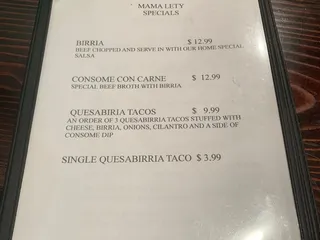 MAMA LETY
SPECIALS
BIRRIA $ 12.99
BEEF CHOPPED AND SERVE IN WITH OUR HOME SPECIAL
SALSA
CONSOME CON CARNE $ 12.99
SPECIAL BEEF BROTH WITH BIRRIA
QUESABIRIA TACOS $ 9.99
AN ORDER OF 3 QUESABIRRIA TACOS STUFFED WITH
CHEESE, BIRRIA, ONIONS, CILANTRO AND A SIDE OF
CONSOME DIP
SINGLE QUESABIRRIA TACO $ 3.99